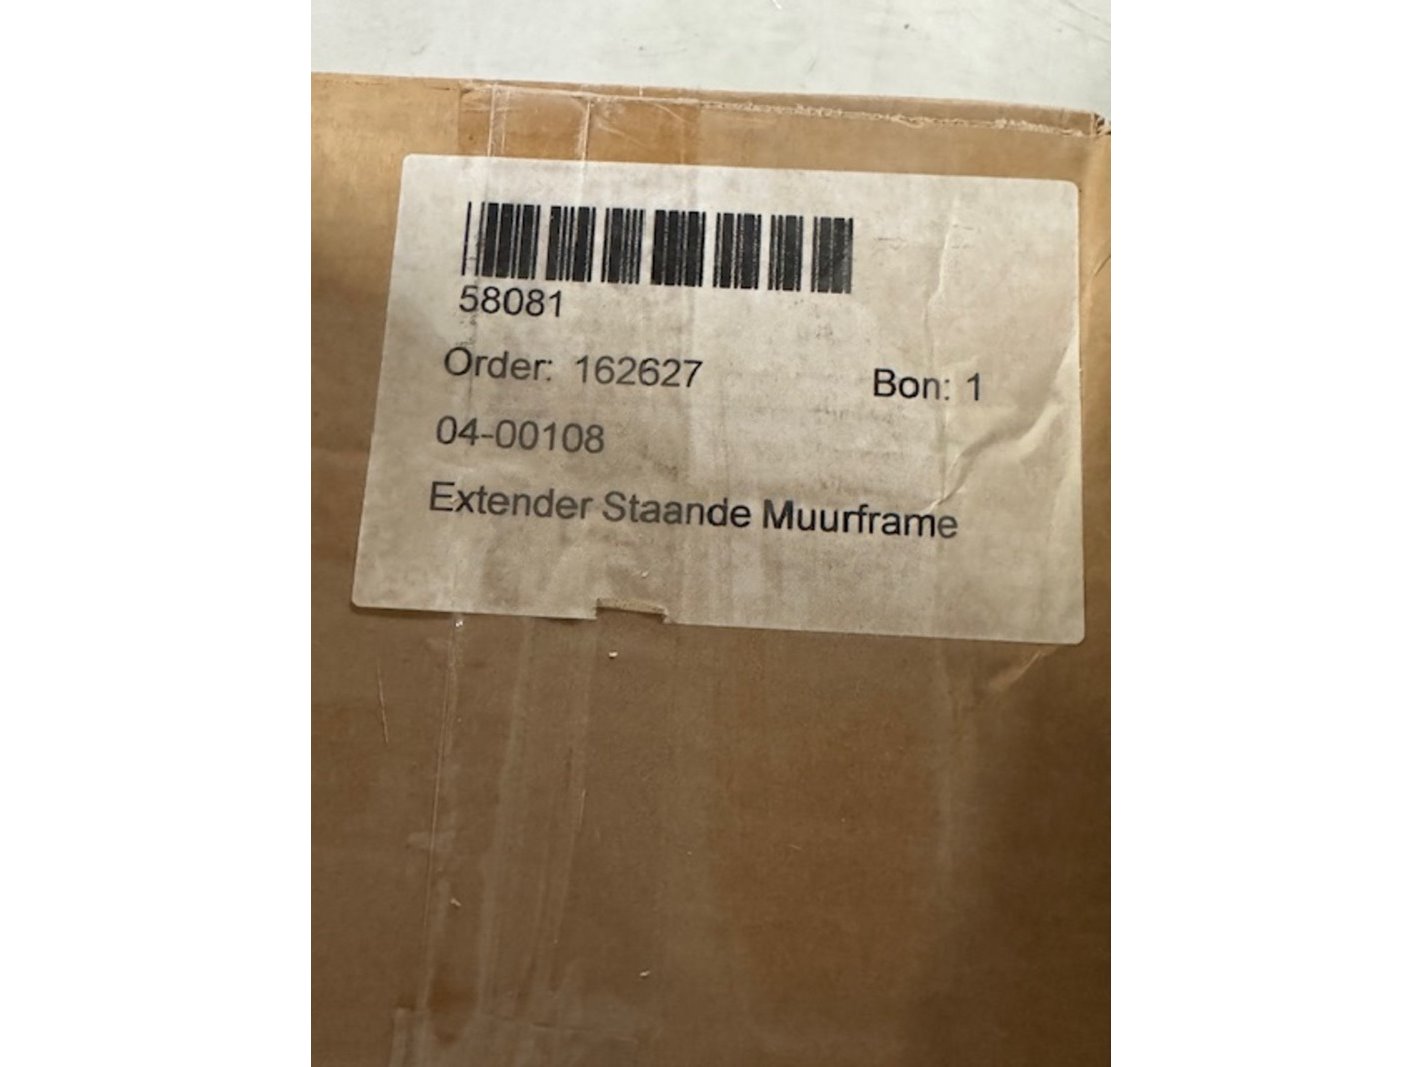 58081
Order: 162627 Bon: 1
04-00108
Extender Staande Muurframe